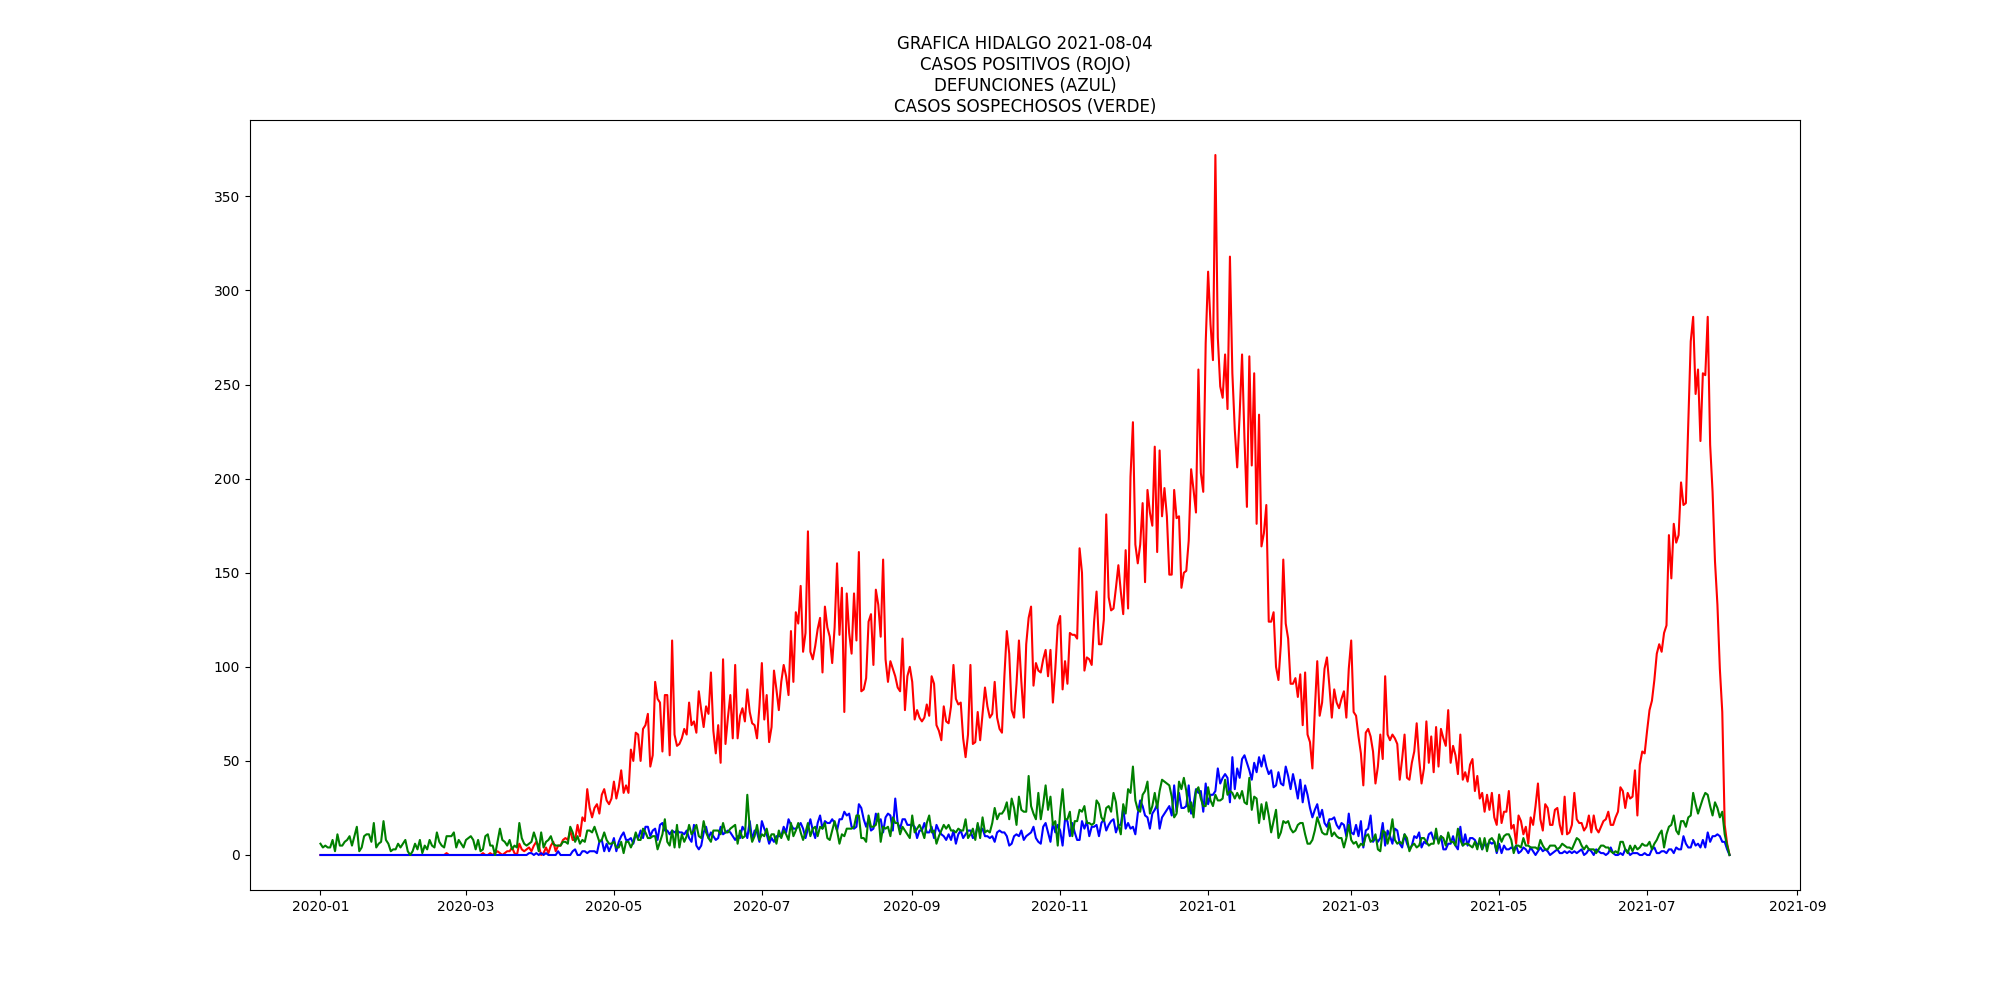 GRAFICA HIDALGO 2021-08-04
CASOS POSITIVOS (ROJO)
DEFUNCIONES (AZUL)
CASOS SOSPECHOSOS (VERDE)
350
300
250
200
150
100
50
0
2020-01 2020-03 2020-05 2020-07 2020-09 2020-11 2021-01 2021-03 2021-05 2021-07 2021-09